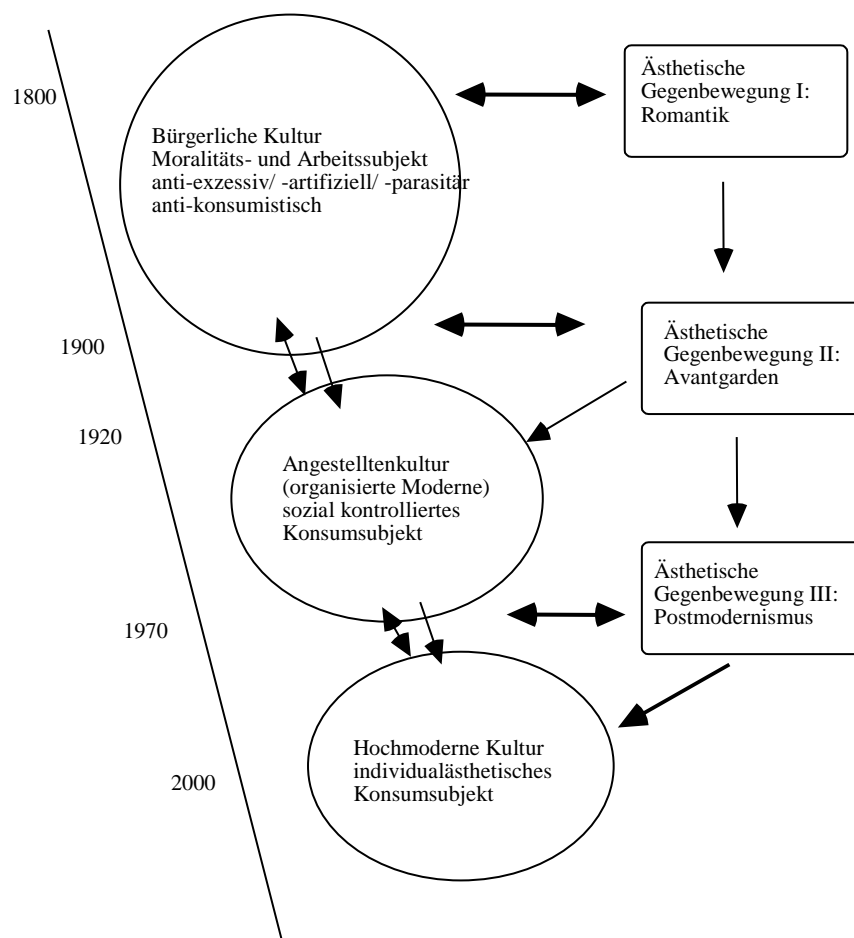 1800
Bürgerliche Kultur
Moralitäts- und Arbeitssubjekt
anti-exzessiv/ -artifiziell/ -parasitär
anti-konsumistisch
Ästhetische
Gegenbewegung I:
Romantik
1900
Ästhetische
Gegenbewegung II:
Avantgarden
1920
Angestelltenkultur
(organisierte Moderne)
sozial kontrolliertes
Konsumsubjekt
Ästhetische
Gegenbewegung III:
Postmodernismus
1970
Hochmoderne Kultur
individualästhetisches
Konsumsubjekt
2000